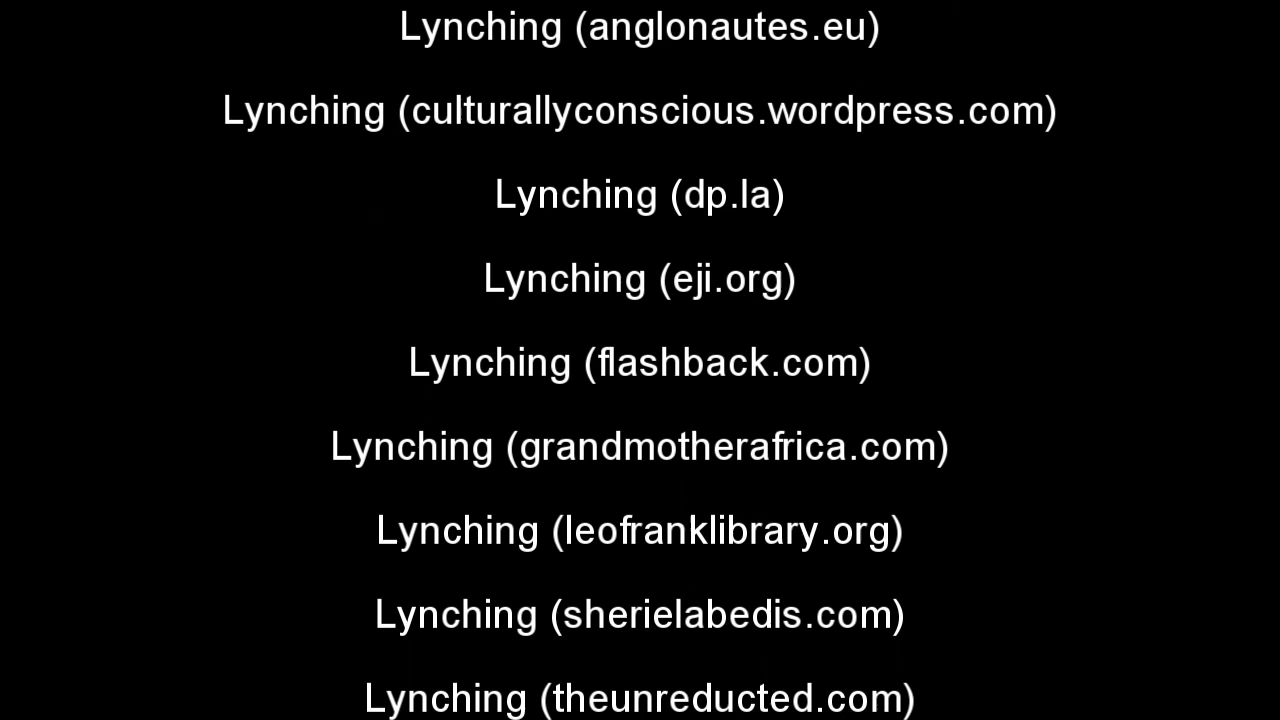 Lynching (anglonautes.eu)
Lynching (culturallyconscious.wordpress.com)
Lynching (dp.la)
Lynching (eji.org)
Lynching (flashback.com)
Lynching (grandmotherafrica.com)
Lynching (leofranklibrary.org)
Lynching (sherielabedis.com)
Lynching (theunreducted.com)